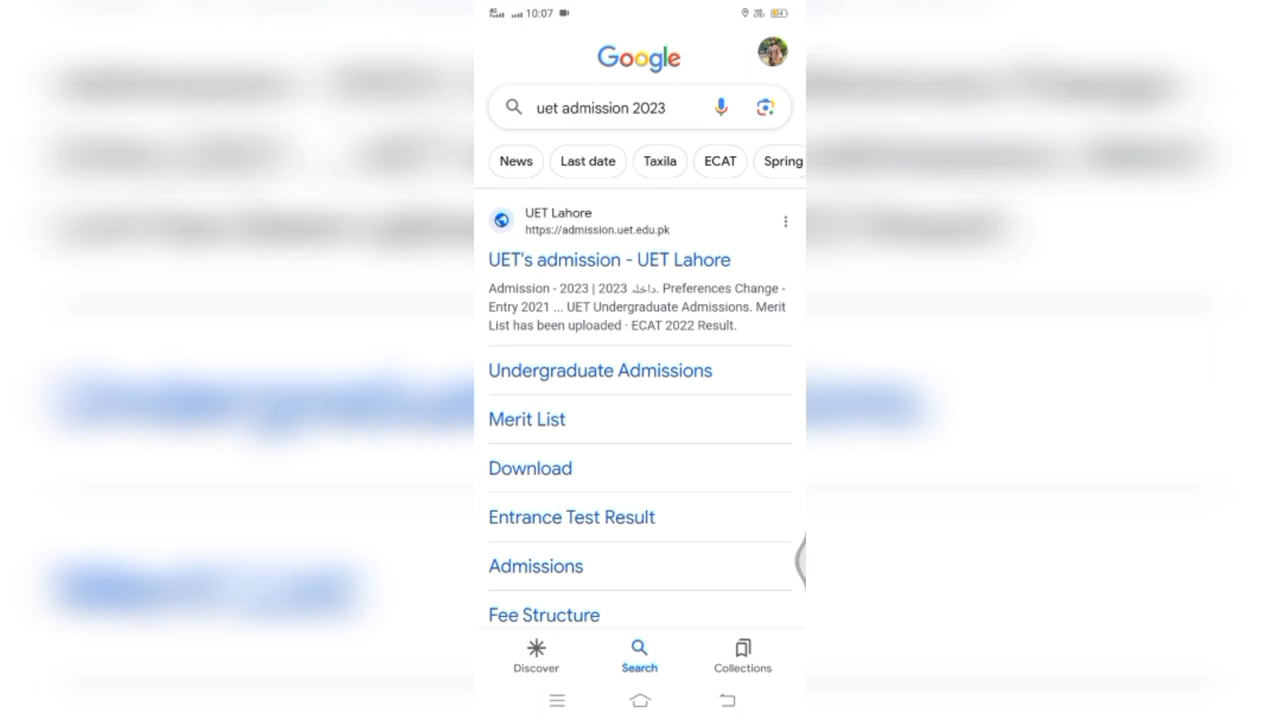 10:07
Google
uet admission 2023
News
Last date
Taxila
ECAT
Spring
UET Lahore
https://admission.uet.edu.pk
UET's admission - UET Lahore
Admission - 2023 | 2023 داخلہ. Preferences Change -
Entry 2021 ... UET Undergraduate Admissions. Merit
List has been uploaded · ECAT 2022 Result.
Undergraduate Admissions
Merit List
Download
Entrance Test Result
Admissions
Fee Structure
Discover
Search
Collections